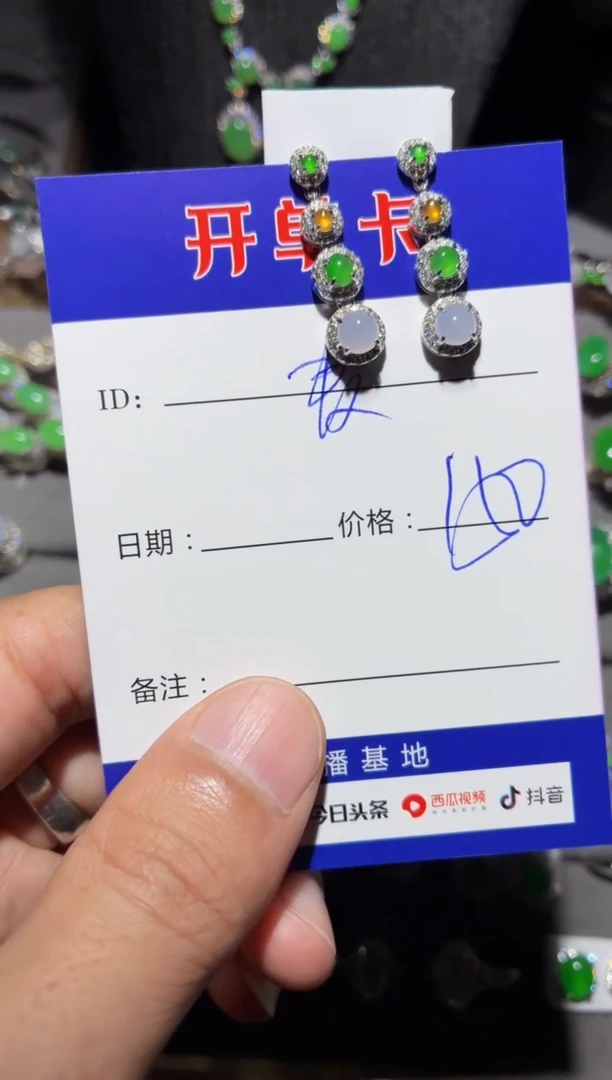 开单卡
ID：
日期：
价格：
备注：
播基地
今日头条 西瓜视频 抖音